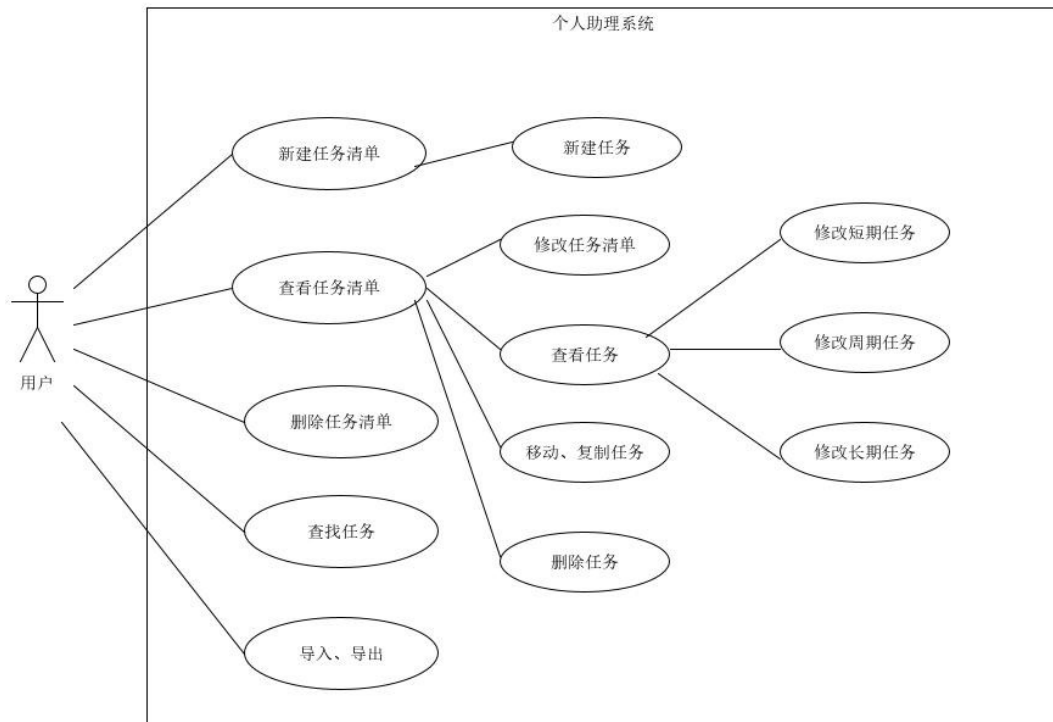 个人助理系统
新建任务清单
新建任务
修改任务清单
修改短期任务
查看任务清单
查看任务
修改周期任务
用户
删除任务清单
移动、复制任务
修改长期任务
查找任务
删除任务
导入、导出